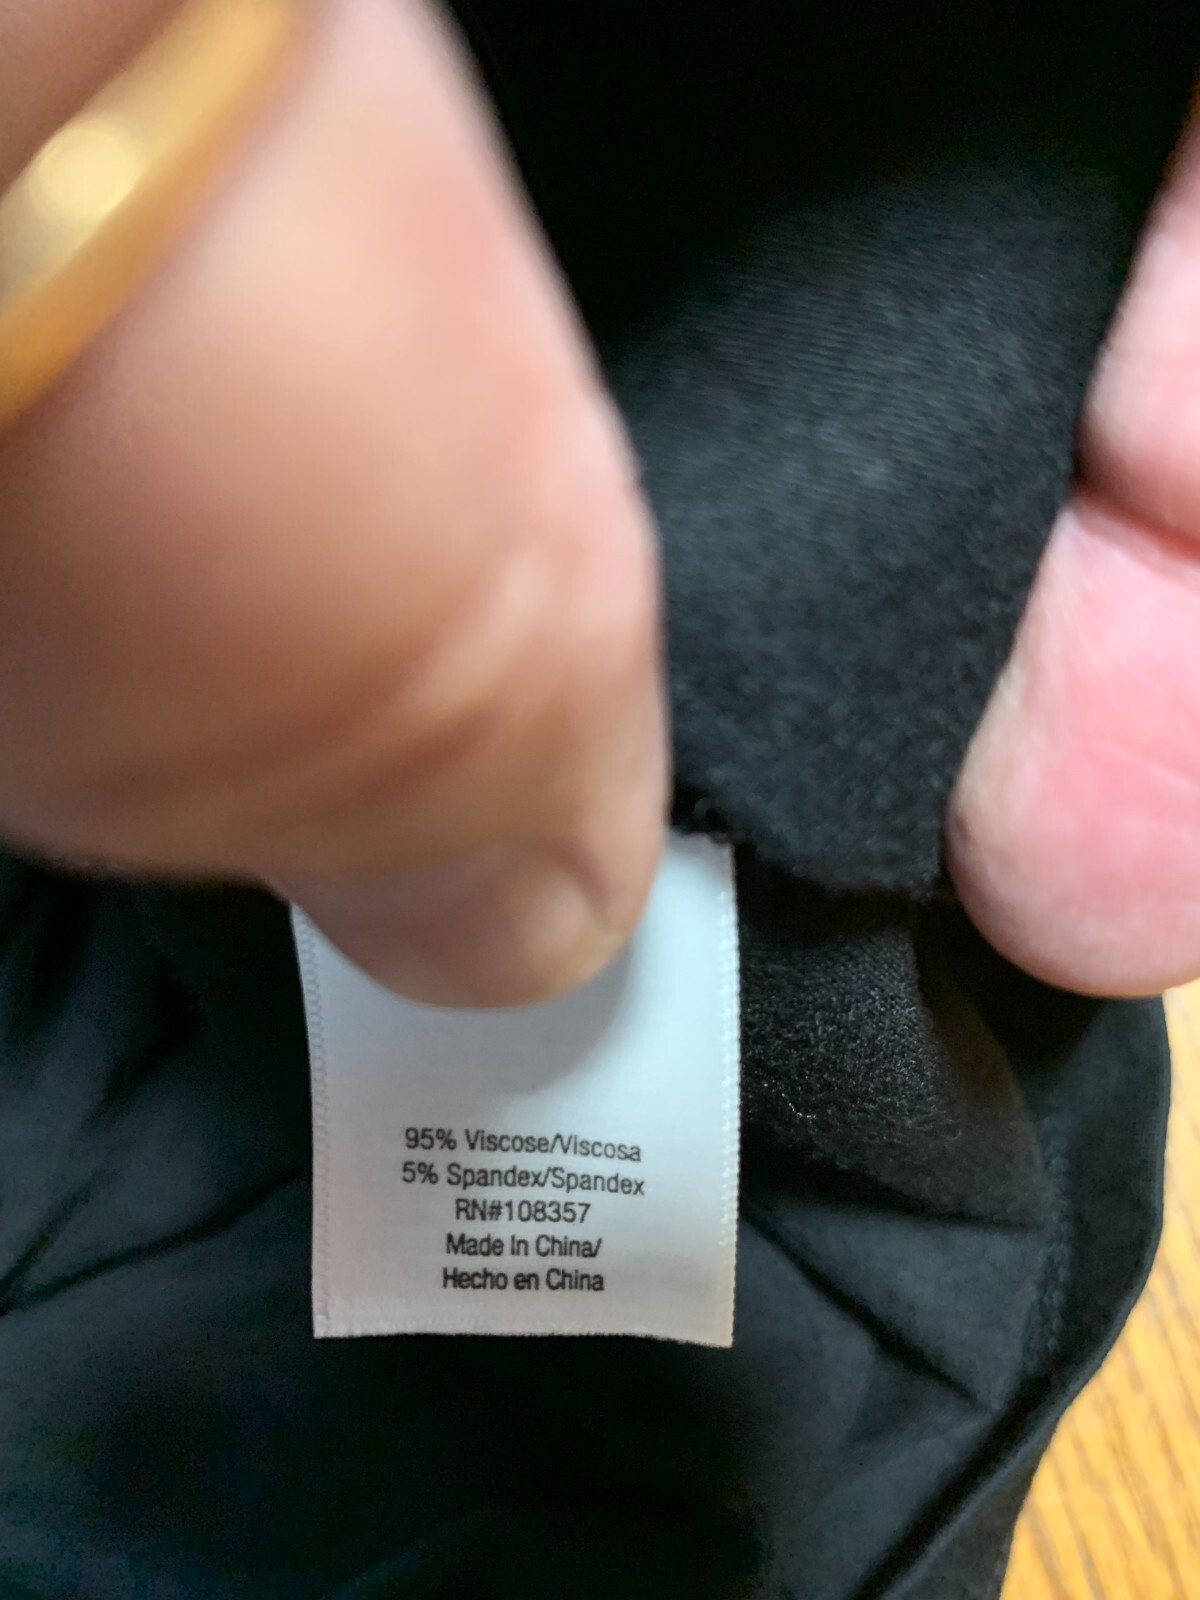 95% Viscose/Viscosa
5% Spandex/Spandex
RN#108357
Made In China/
Hecho en China